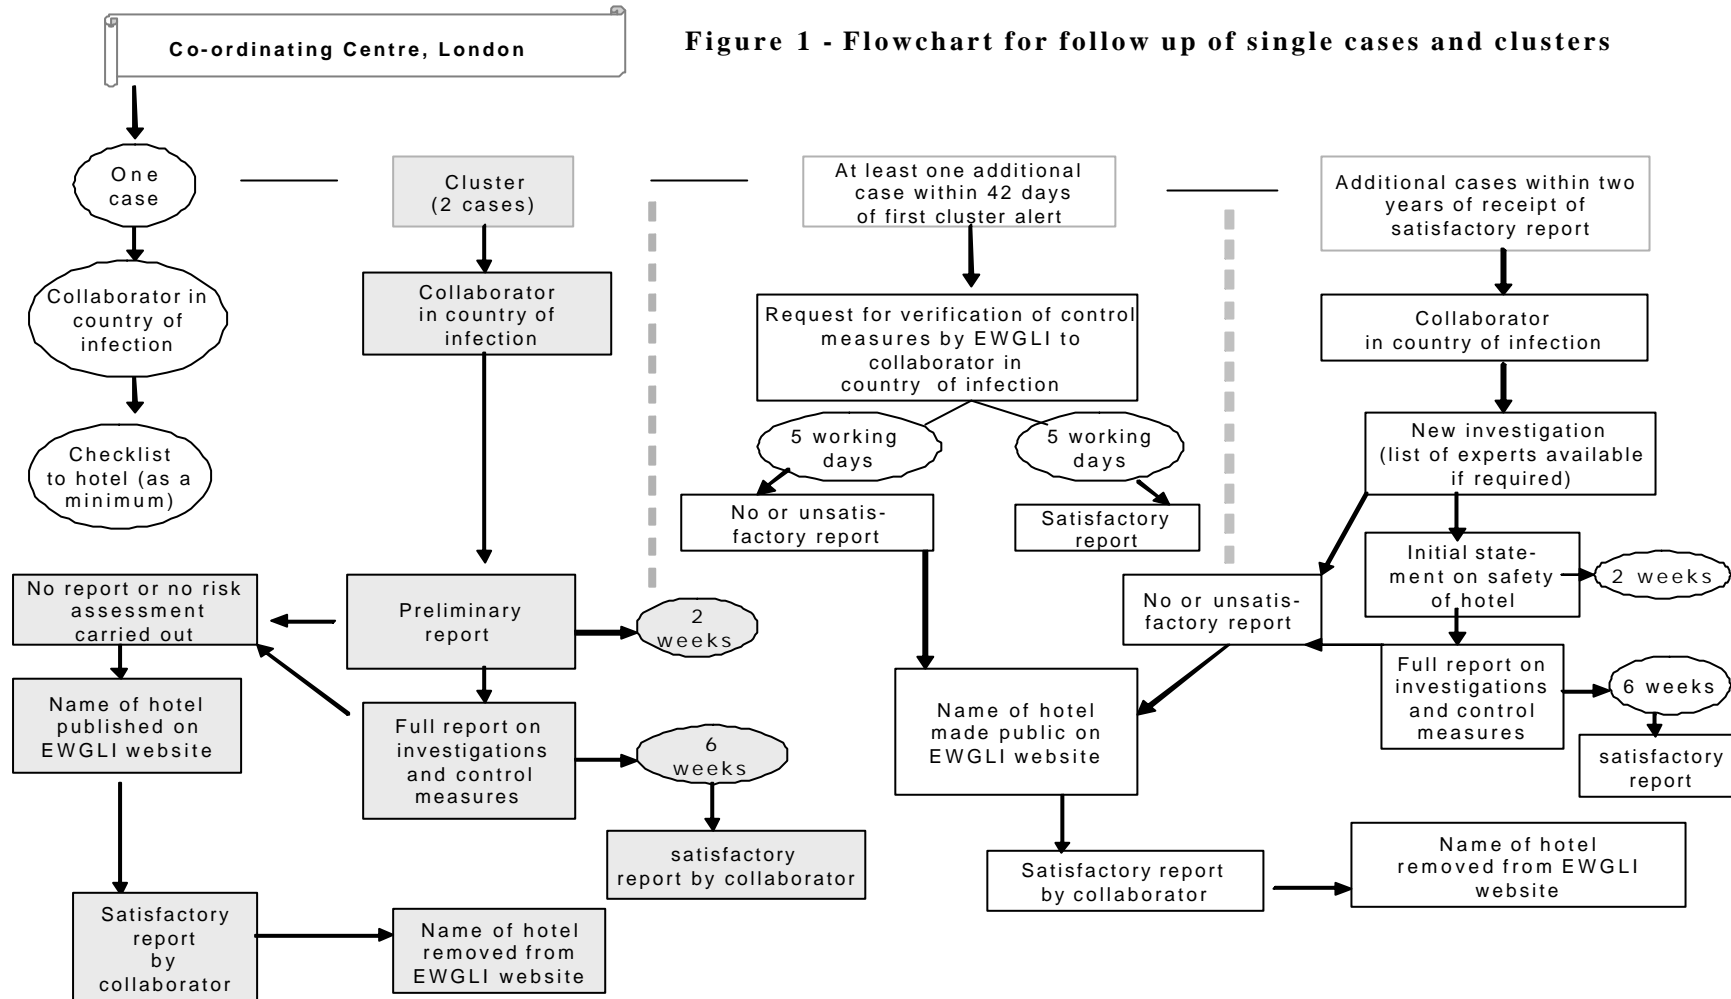 Co-ordinating Centre, London
Figure 1 - Flowchart for follow up of single cases and clusters
One
case
Collaborator in
country of
infection
Checklist
to hotel (as a
minimum)
Cluster
(2 cases)
Collaborator
in country of
infection
Preliminary
report
2
weeks
No report or no risk
assessment
carried out
Name of hotel
published on
EWGLI website
Full report on
investigations
and control
measures
6
weeks
satisfactory
report by collaborator
Satisfactory
report
by
collaborator
Name of hotel
removed from
EWGLI website
At least one additional
case within 42 days
of first cluster alert
Request for verification of control
measures by EWGLI to
collaborator in
country of infection
5 working
days
5 working
days
No or unsatis-
factory report
Satisfactory
report
Name of hotel
made public on
EWGLI website
Satisfactory report
by collaborator
Name of hotel
removed from EWGLI
website
Additional cases within two
years of receipt of
satisfactory report
Collaborator
in country of infection
New investigation
(list of experts available
if required)
Initial state-
ment on safety
of hotel
2 weeks
No or unsatis-
factory report
Full report on
investigations
and control
measures
6 weeks
satisfactory
report